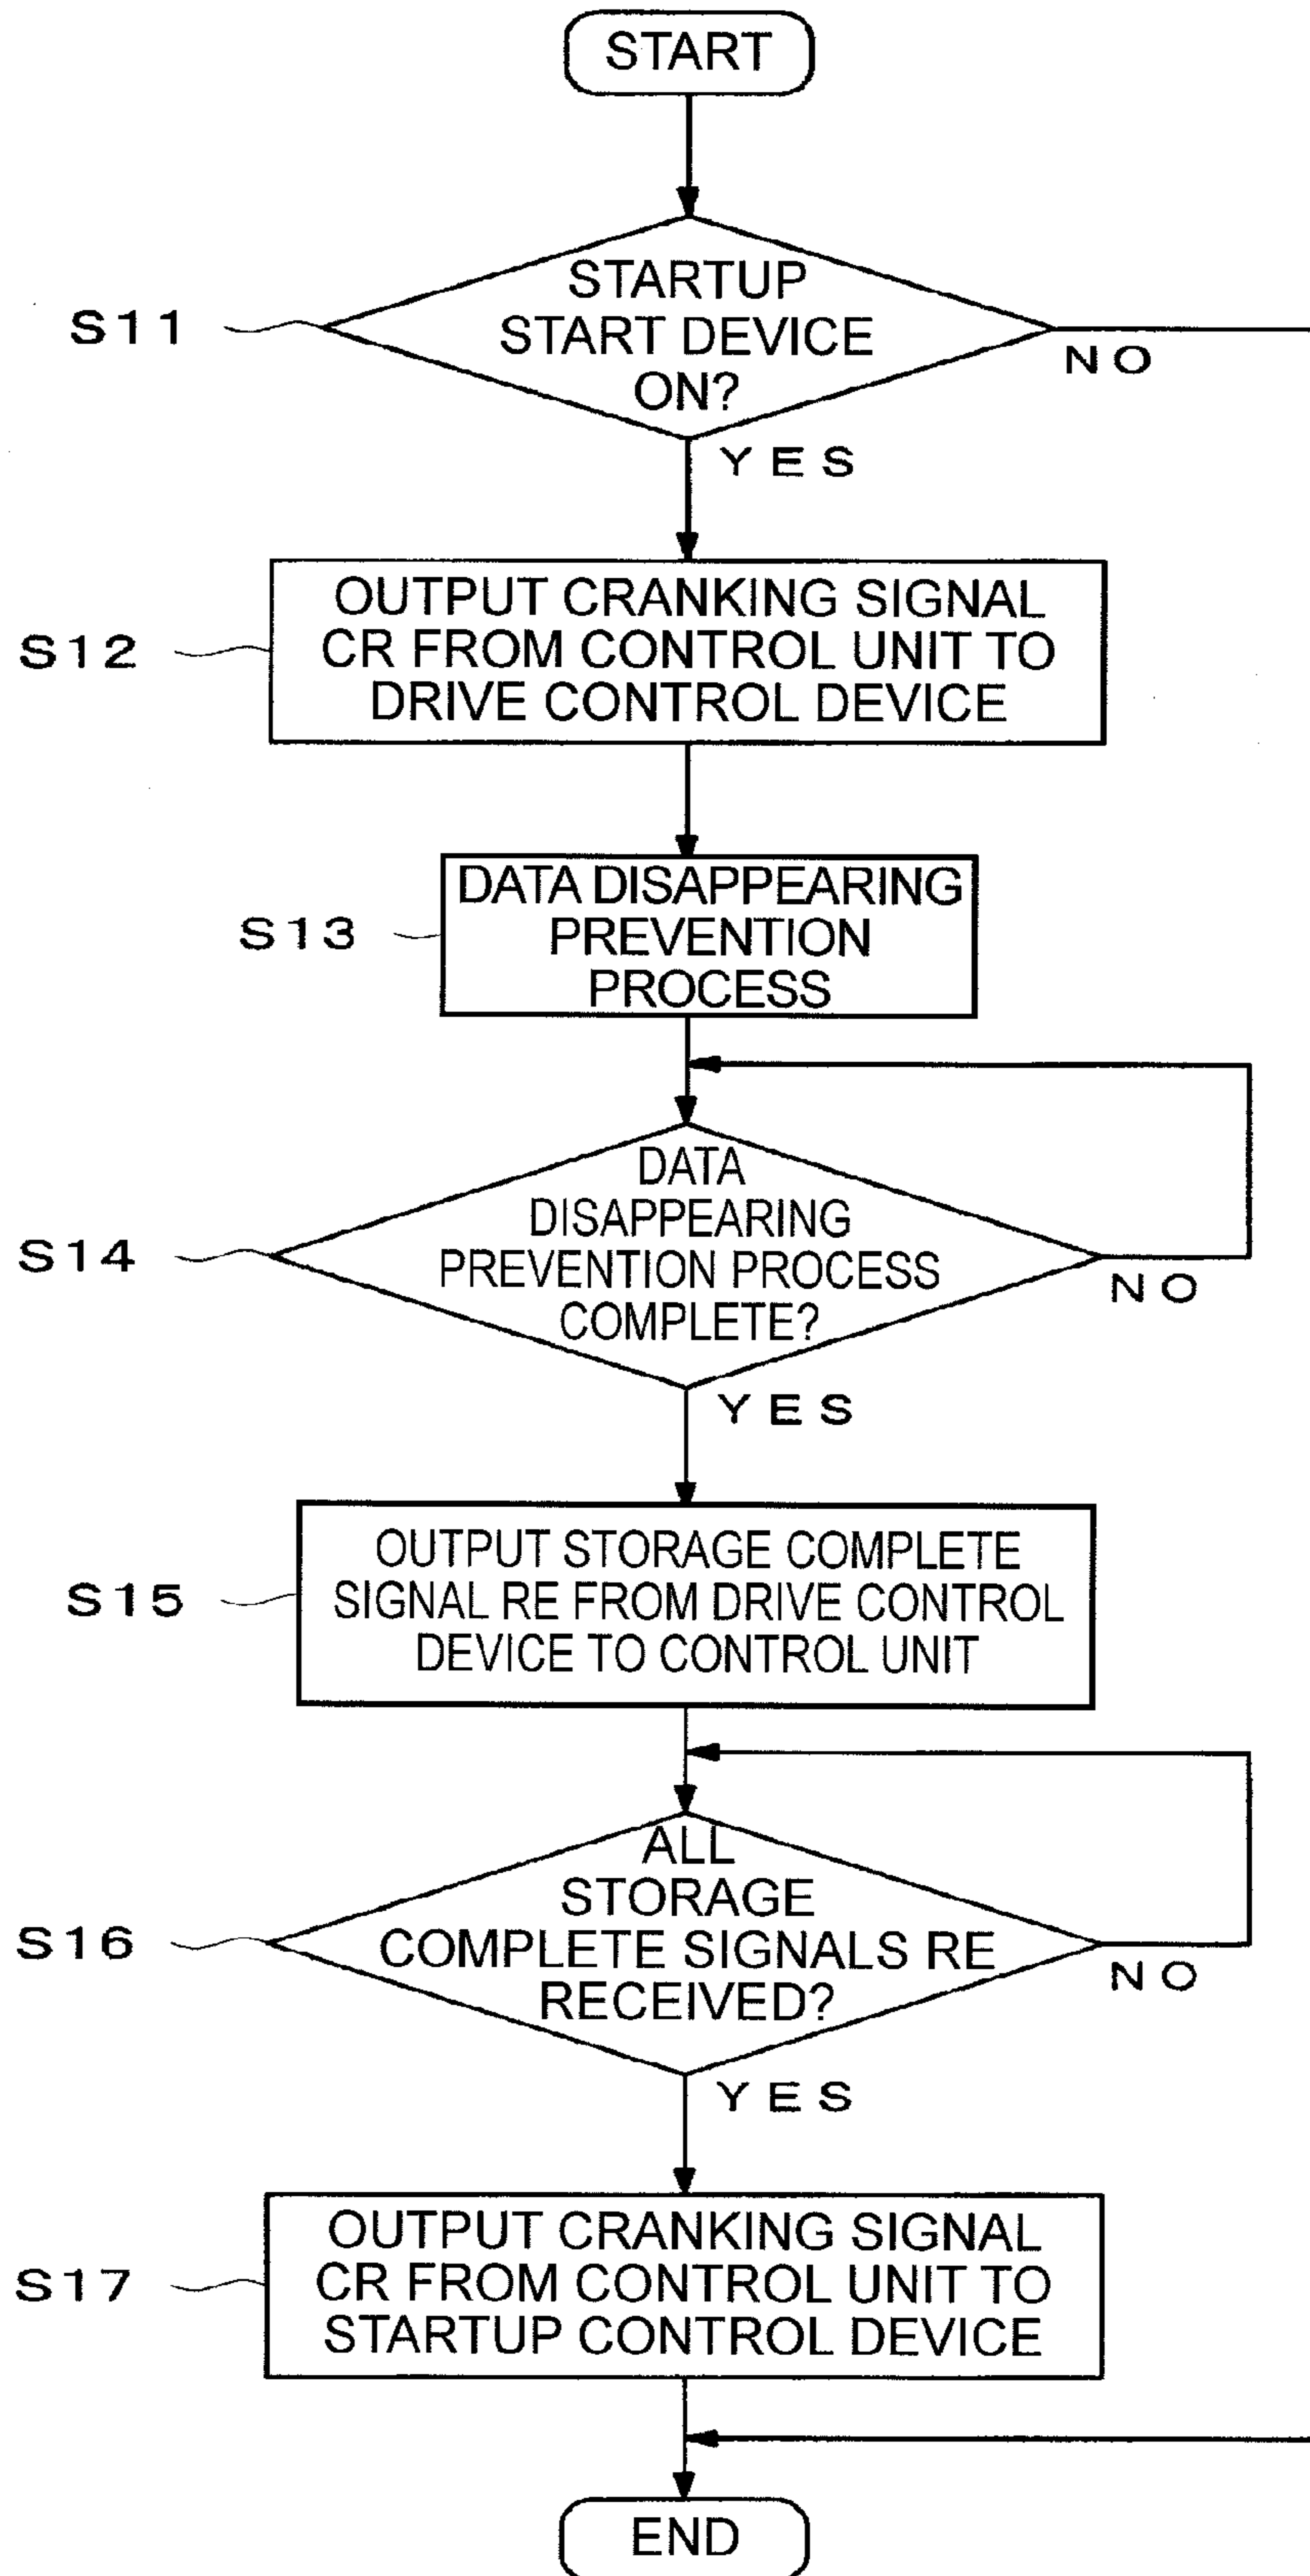 START
S11
STARTUP
START DEVICE
ON?
NO
YES
S12
OUTPUT CRANKING SIGNAL
CR FROM CONTROL UNIT TO
DRIVE CONTROL DEVICE
S13
DATA DISAPPEARING
PREVENTION
PROCESS
S14
DATA
DISAPPEARING
PREVENTION PROCESS
COMPLETE?
NO
YES
S15
OUTPUT STORAGE COMPLETE
SIGNAL RE FROM DRIVE CONTROL
DEVICE TO CONTROL UNIT
S16
ALL
STORAGE
COMPLETE SIGNALS RE
RECEIVED?
NO
YES
S17
OUTPUT CRANKING SIGNAL
CR FROM CONTROL UNIT TO
STARTUP CONTROL DEVICE
END